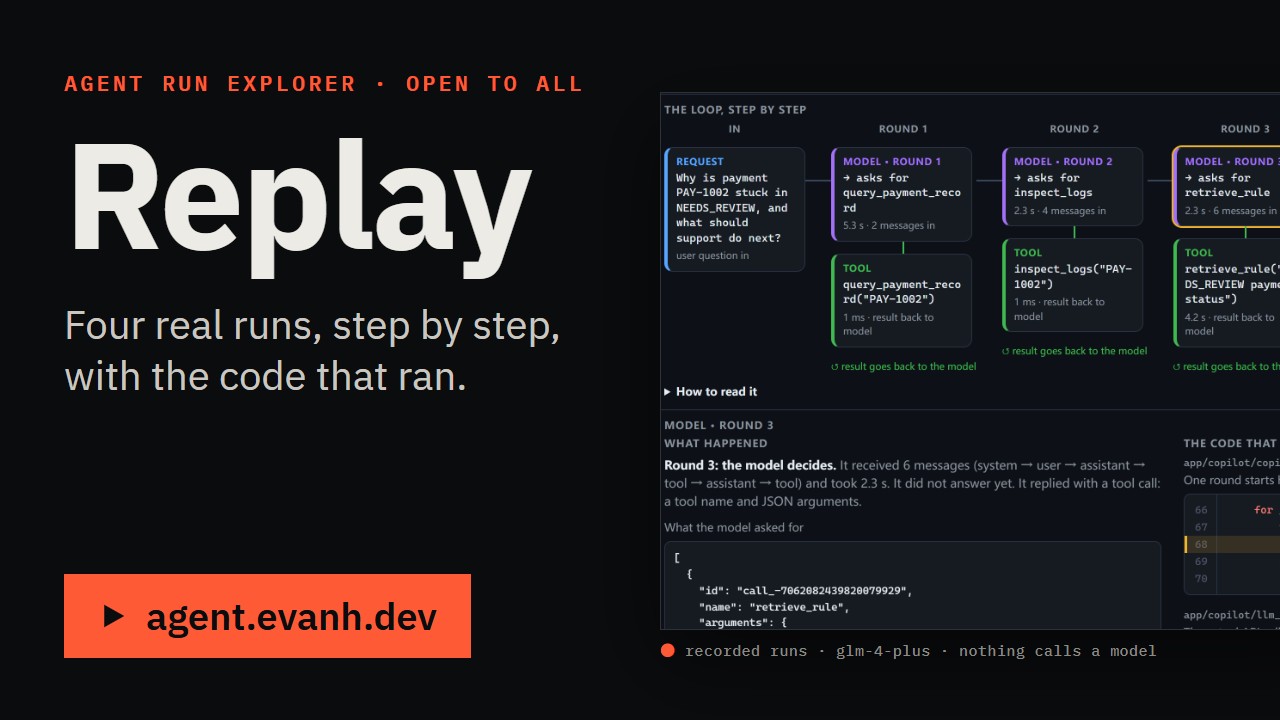 AGENT RUN EXPLORER · OPEN TO ALL
Replay
Four real runs, step by step,
with the code that ran.
▶ agent.evanh.dev
THE LOOP, STEP BY STEP
IN
ROUND 1
ROUND 2
ROUND 3
REQUEST
Why is payment
PAY-1002 stuck in
NEEDS_REVIEW, and
what should
support do next?
user question in
MODEL • ROUND 1
→ asks for
query_payment_reco
rd
5.3 s · 2 messages in
TOOL
query_payment_reco
rd("PAY-1002")
1 ms · result back to
model
↺ result goes back to the model
MODEL • ROUND 2
→ asks for
inspect_logs
2.3 s · 4 messages in
TOOL
inspect_logs("PAY-
1002")
1 ms · result back to
model
↺ result goes back to the model
MODEL • ROUND 3
→ asks for
retrieve_rule
2.3 s · 6 messages in
TOOL
retrieve_rule("
DS_REVIEW payme
status")
4.2 s · result back to
model
↺ result goes back to th
▶ How to read it
MODEL • ROUND 3
WHAT HAPPENED
Round 3: the model decides. It received 6 messages (system → user → assistant →
tool → assistant → tool) and took 2.3 s. It did not answer yet. It replied with a tool call:
a tool name and JSON arguments.
What the model asked for
[
{
"id": "call_-7062082439820079929",
"name": "retrieve_rule",
"arguments": {
THE CODE THAT
app/copilot/copi
One round starts b
66 for
67
68
69
70
app/copilot/llm_
recorded runs · glm-4-plus · nothing calls a model